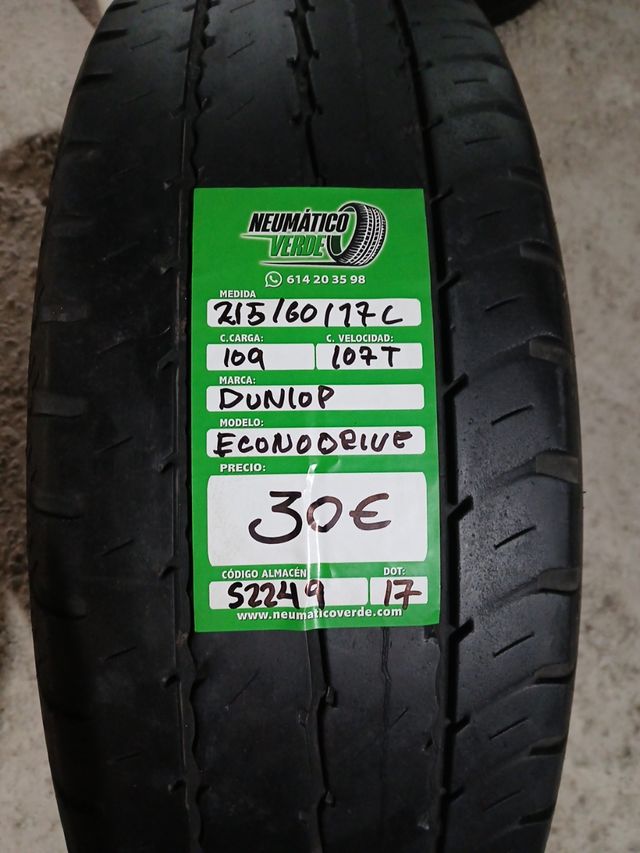 NEUMÁTICO
VERDE
614 20 35 98
MEDIDA
215/60/17C
C.CARGA: C. VELOCIDAD:
109 107T
MARCA:
DUNLOP
MODELO:
ECONODRIVE
PRECIO:
30€
CÓDIGO ALMACÉN DOT:
S2249 17
www.neumaticoverde.com